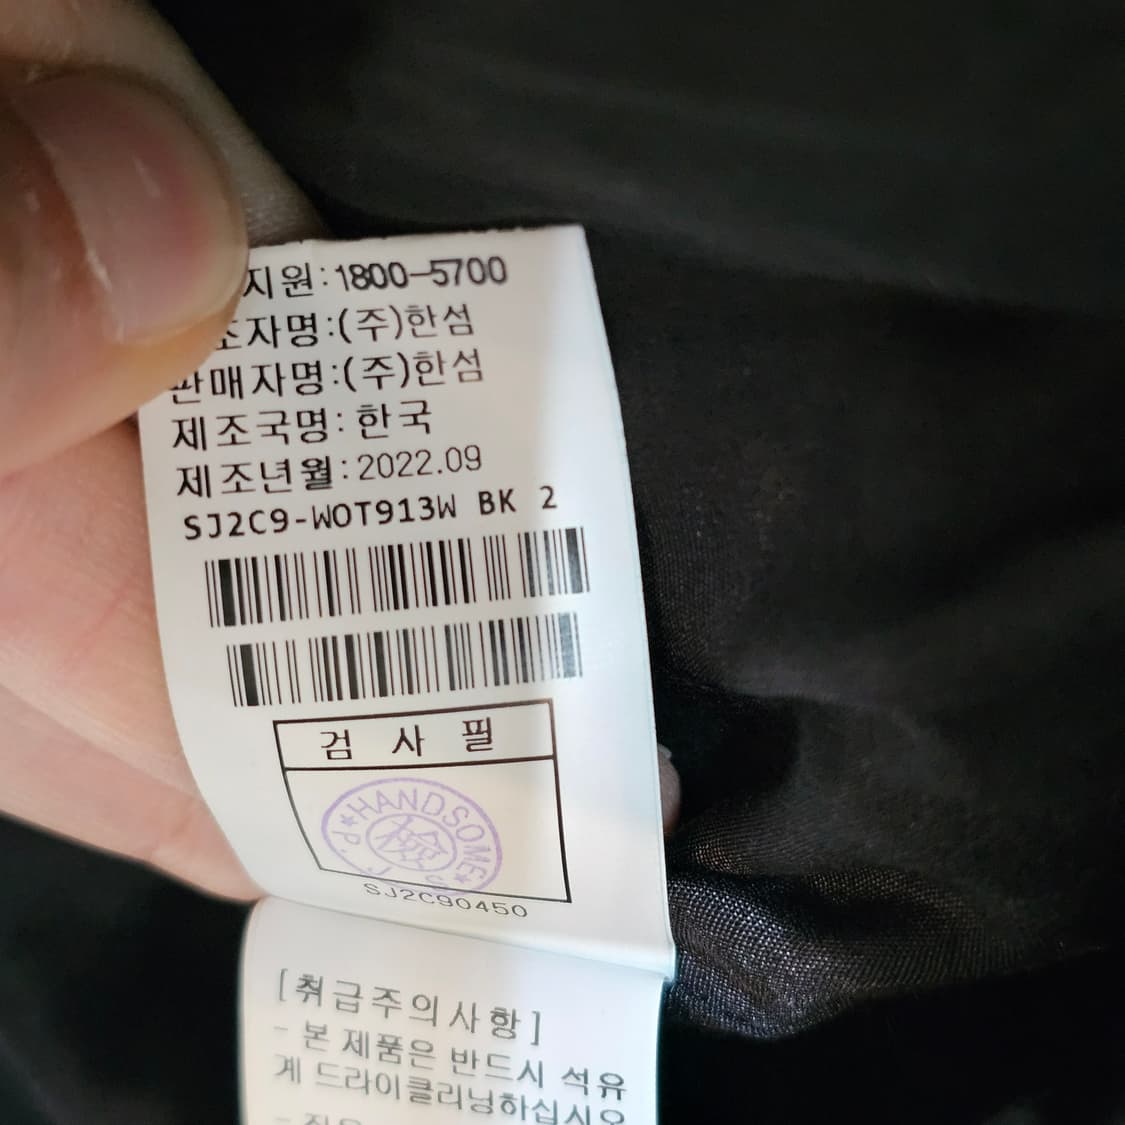 지원:1800-5700
조자명:(주)한섬
판매자명:(주)한섬
제조국명: 한국
제조년월:2022.09
SJ2C9-WOT913W BK 2
검 사 필
★HANDSOME★
檢
P. J. S
SJ2C90450
[취급주의사항]
- 본 제품은 반드시 석유
계 드라이클리닝하십시오
-